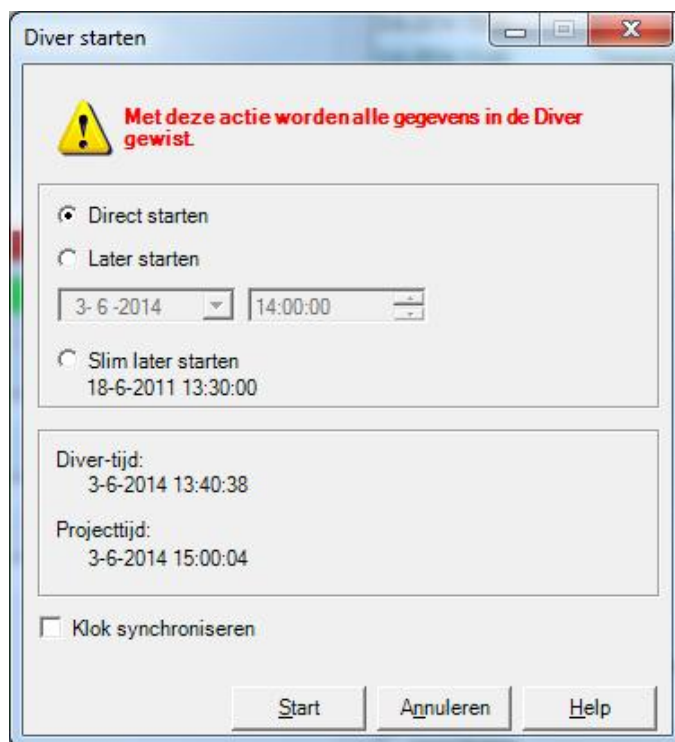 Diver starten
Met deze actie worden alle gegevens in de Diver
gewist.
Direct starten
Later starten
3- 6 -2014 14:00:00
Slim later starten
18-6-2011 13:30:00
Diver-tijd:
3-6-2014 13:40:38
Projecttijd:
3-6-2014 15:00:04
Klok synchroniseren
Start Annuleren Help